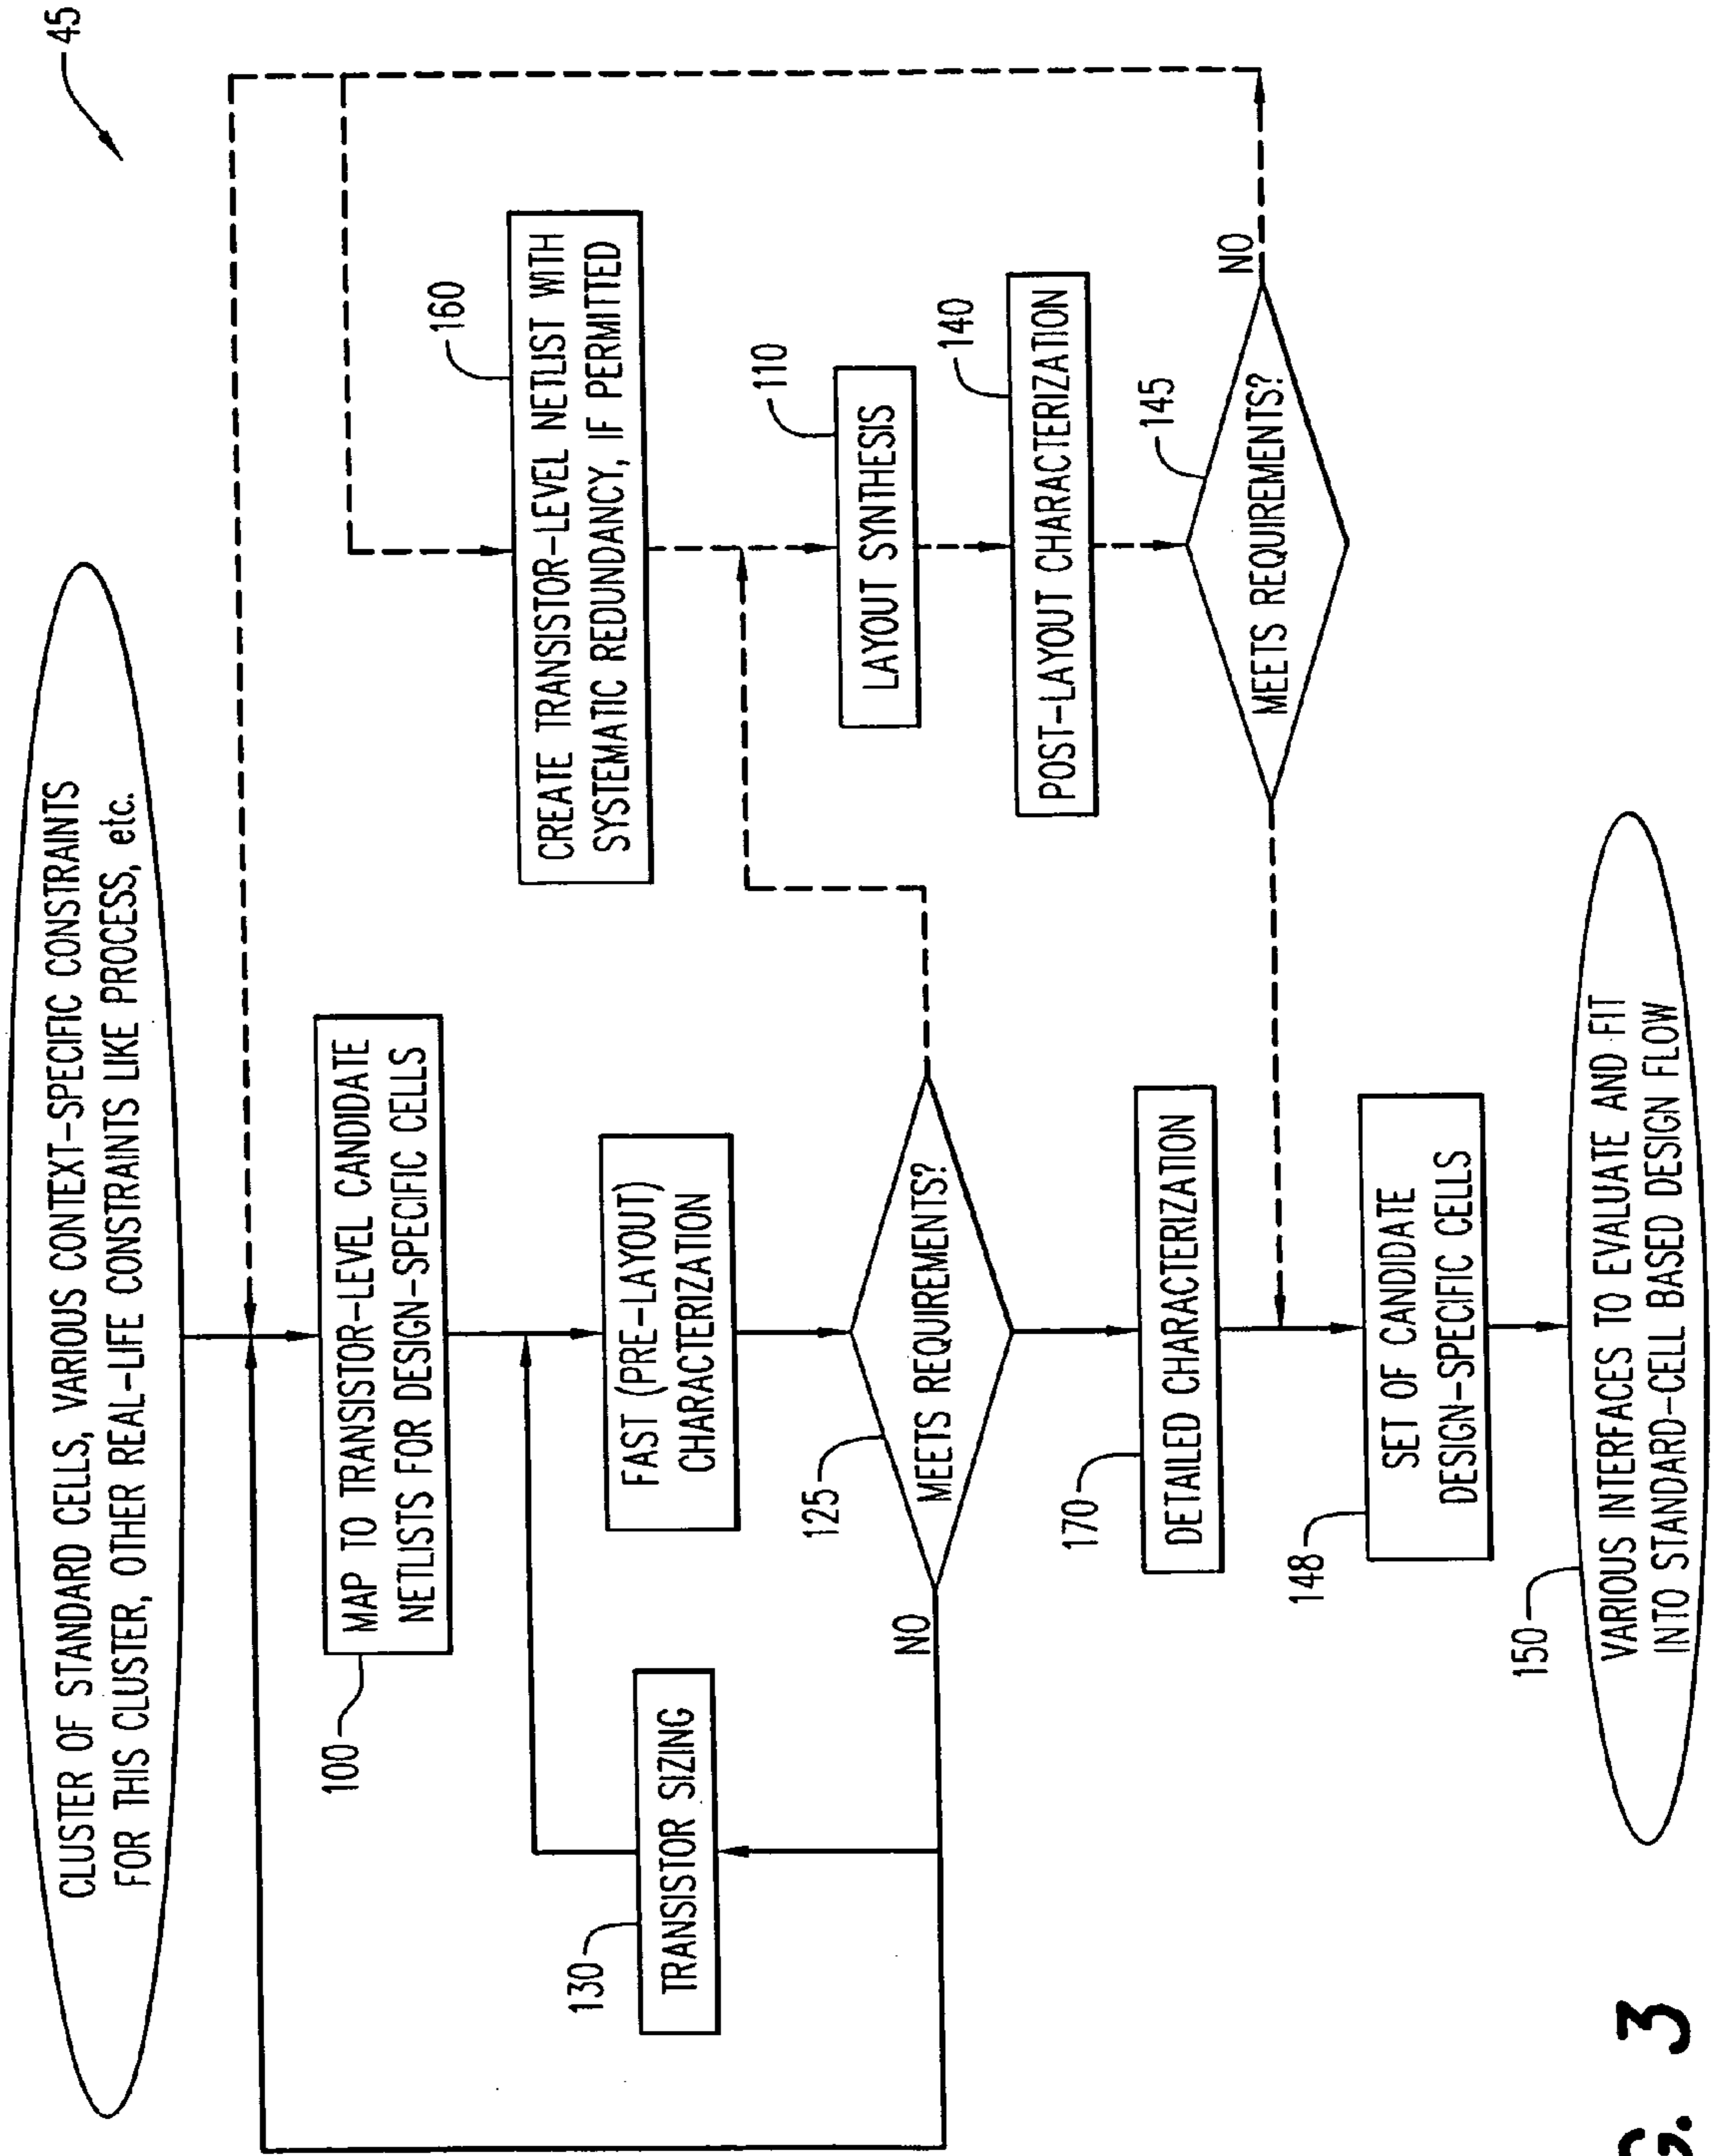 45
CLUSTER OF STANDARD CELLS, VARIOUS CONTEXT-SPECIFIC CONSTRAINTS
FOR THIS CLUSTER, OTHER REAL-LIFE CONSTRAINTS LIKE PROCESS, etc.
100
MAP TO TRANSISTOR-LEVEL CANDIDATE
NETLISTS FOR DESIGN-SPECIFIC CELLS
130
TRANSISTOR SIZING
FAST (PRE-LAYOUT)
CHARACTERIZATION
125
MEETS REQUIREMENTS?
NO
160
CREATE TRANSISTOR-LEVEL NETLIST WITH
SYSTEMATIC REDUNDANCY, IF PERMITTED
110
LAYOUT SYNTHESIS
140
POST-LAYOUT CHARACTERIZATION
145
MEETS REQUIREMENTS?
NO
170
DETAILED CHARACTERIZATION
148
SET OF CANDIDATE
DESIGN-SPECIFIC CELLS
150
VARIOUS INTERFACES TO EVALUATE AND FIT
INTO STANDARD-CELL BASED DESIGN FLOW
G. 3